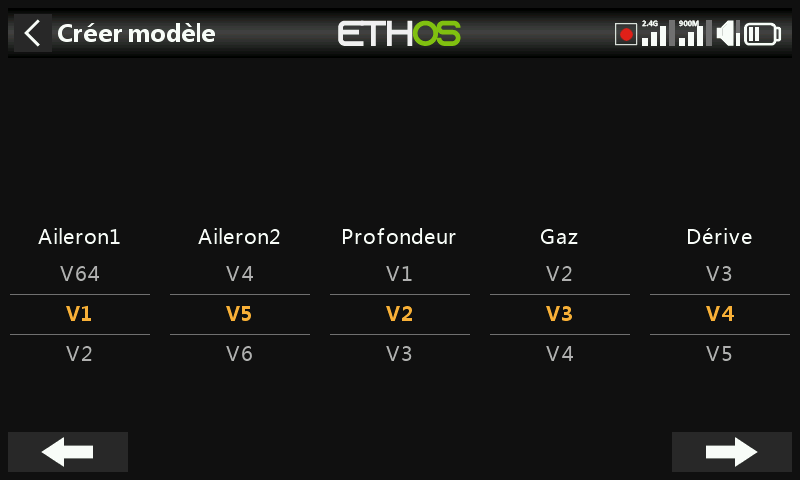 Créer modèle
ETHOS
2.4G
900M
Aileron1 Aileron2 Profondeur Gaz Dérive
V64 V4 V1 V2 V3
V1 V5 V2 V3 V4
V2 V6 V3 V4 V5